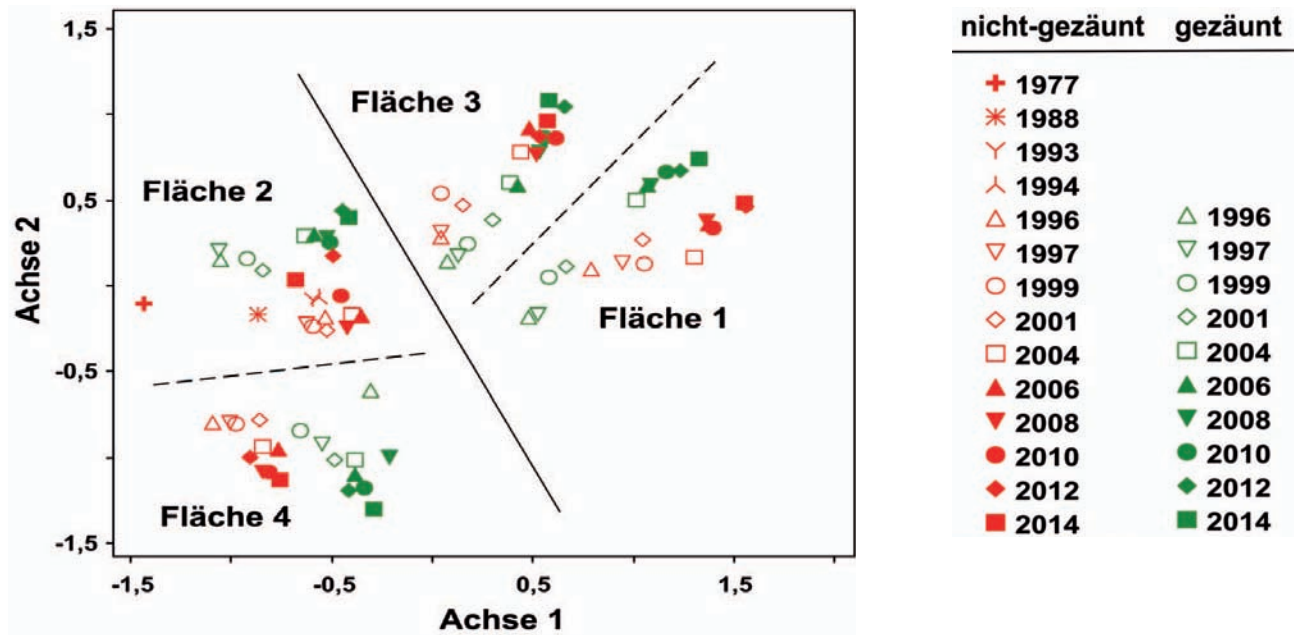 1,5
0,5
-0,5
-1,5
Achse 2
Fläche 3
Fläche 2
Fläche 1
Fläche 4
-1,5 -0,5 0,5 1,5
Achse 1
nicht-gezäunt gezäunt
1977
1988
1993
1994
1996 1996
1997 1997
1999 1999
2001 2001
2004 2004
2006 2006
2008 2008
2010 2010
2012 2012
2014 2014